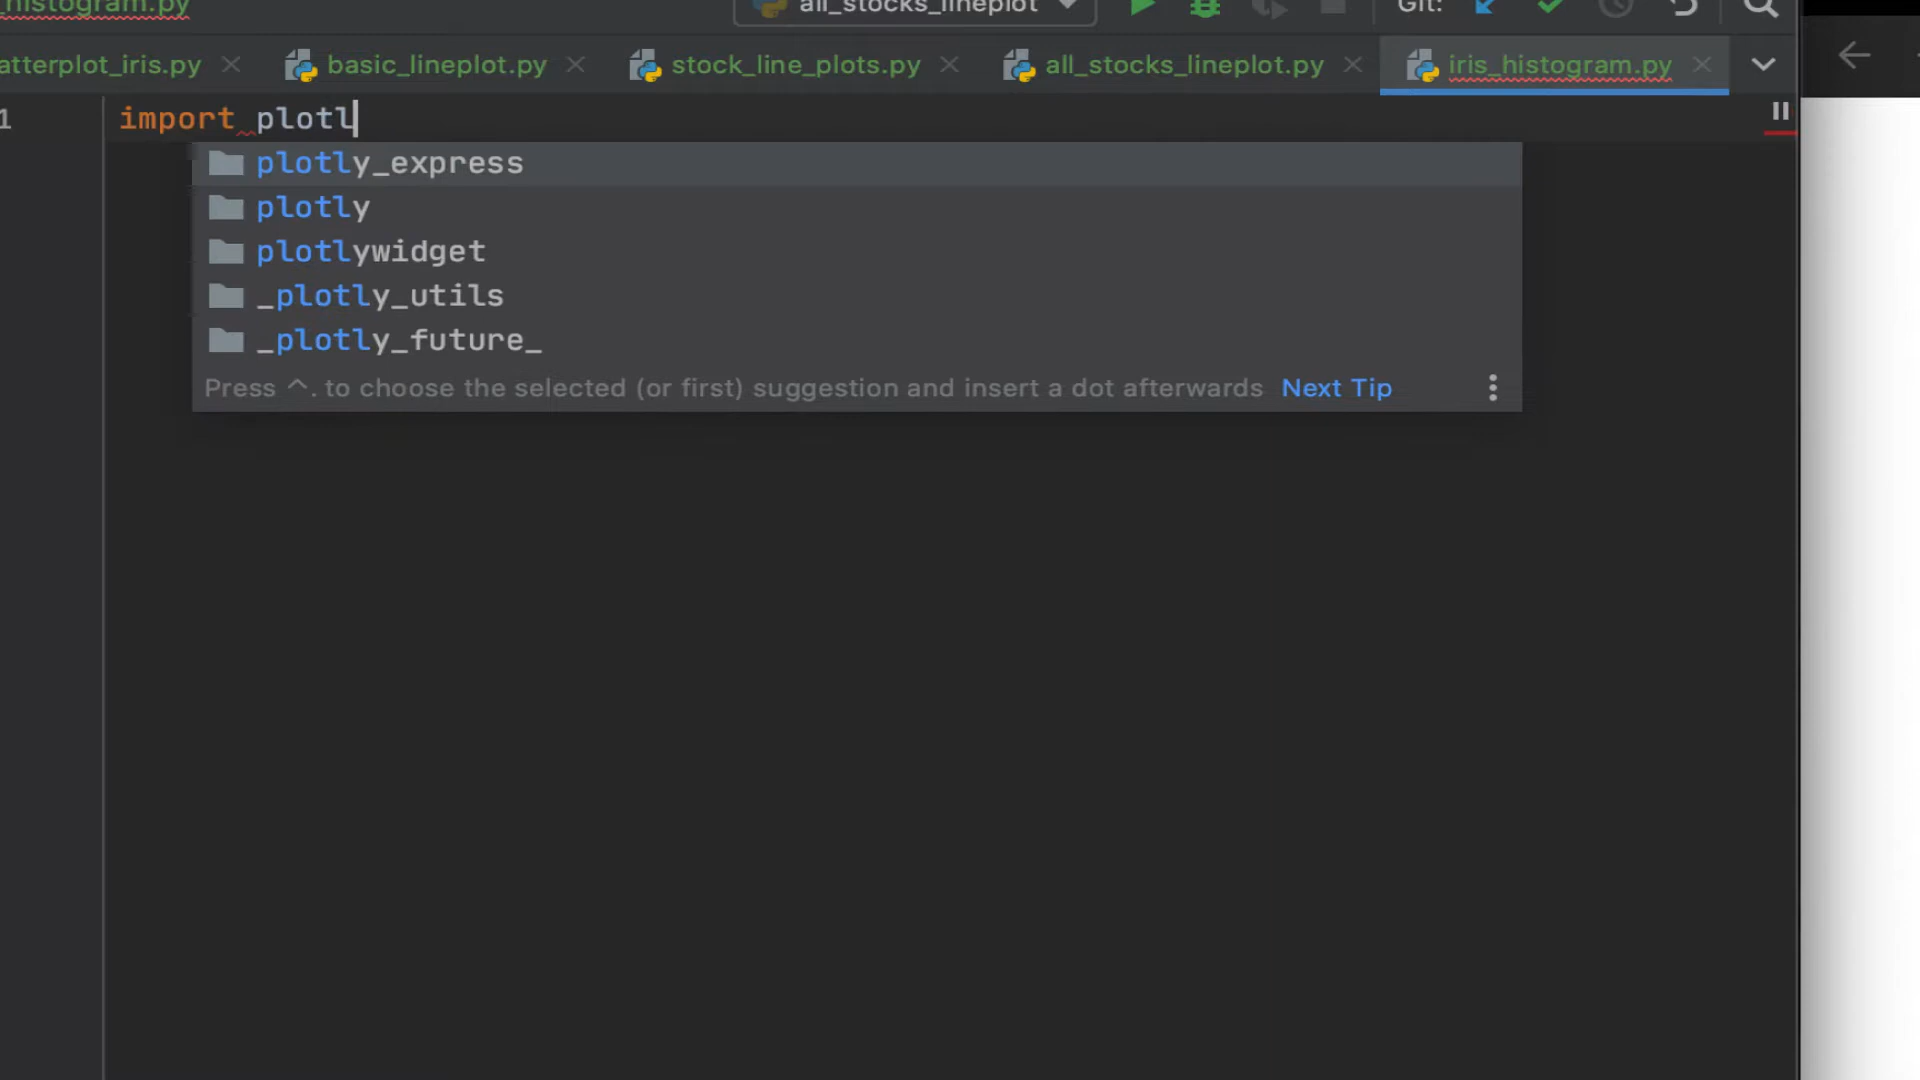 _histogram.py
all_stocks_lineplot
Git:
atterplot_iris.py
basic_lineplot.py
stock_line_plots.py
all_stocks_lineplot.py
iris_histogram.py
1
import plotl
plotly_express
plotly
plotlywidget
_plotly_utils
_plotly_future_
Press ^. to choose the selected (or first) suggestion and insert a dot afterwards Next Tip